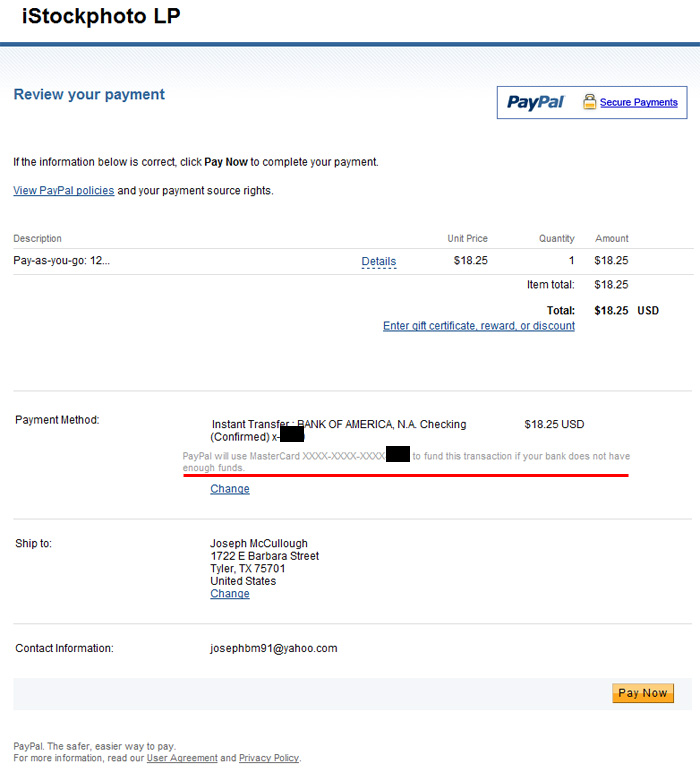 iStockphoto LP
Review your payment
PayPal Secure Payments
If the information below is correct, click Pay Now to complete your payment.
View PayPal policies and your payment source rights.
Description Unit Price Quantity Amount
Pay-as-you-go: 12... Details $18.25 1 $18.25
Item total: $18.25
Total: $18.25 USD
Enter gift certificate, reward, or discount
Payment Method: Instant Transfer : BANK OF AMERICA, N.A. Checking $18.25 USD
(Confirmed) x-
PayPal will use MasterCard XXXX-XXXX-XXXX to fund this transaction if your bank does not have
enough funds.
Change
Ship to: Joseph McCullough
1722 E Barbara Street
Tyler, TX 75701
United States
Change
Contact Information: josephbm91@yahoo.com
Pay Now
PayPal. The safer, easier way to pay.
For more information, read our User Agreement and Privacy Policy.